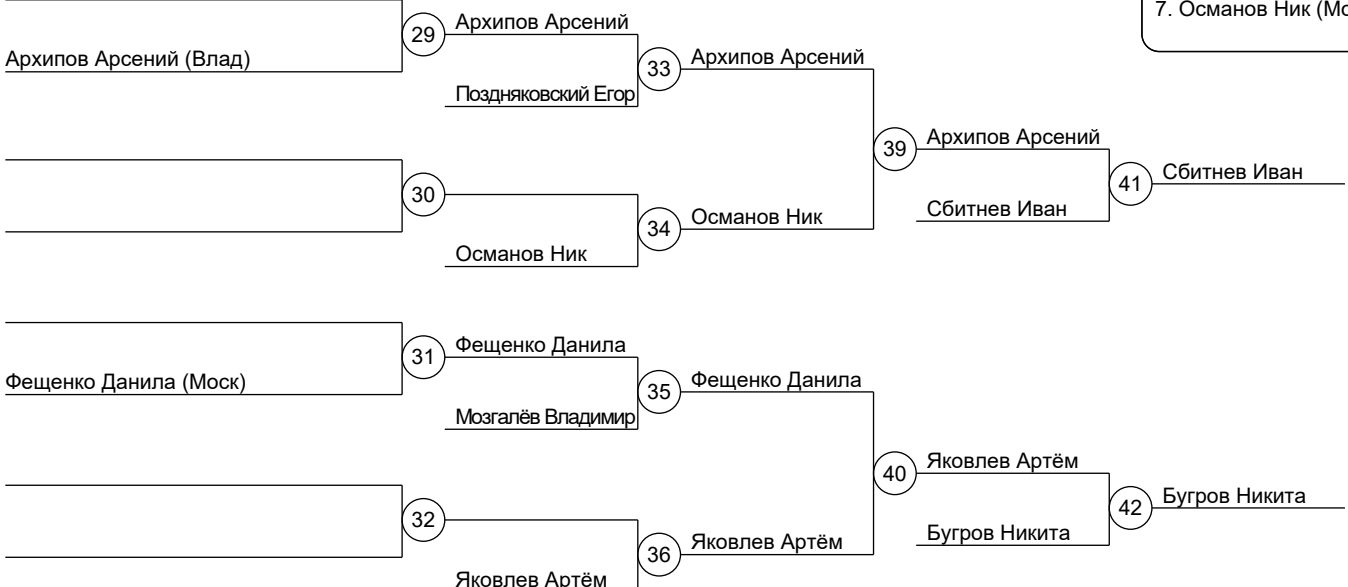 7. Османов Ник (Мо
29
Архипов Арсений
Архипов Арсений (Влад)
33
Архипов Арсений
Поздняковский Егор
39
Архипов Арсений
30
41
Сбитнев Иван
34
Османов Ник
Сбитнев Иван
Османов Ник
31
Фещенко Данила
Фещенко Данила (Моск)
35
Фещенко Данила
Мозгалёв Владимир
40
Яковлев Артём
32
42
Бугров Никита
36
Яковлев Артём
Бугров Никита
Яковлев Артём